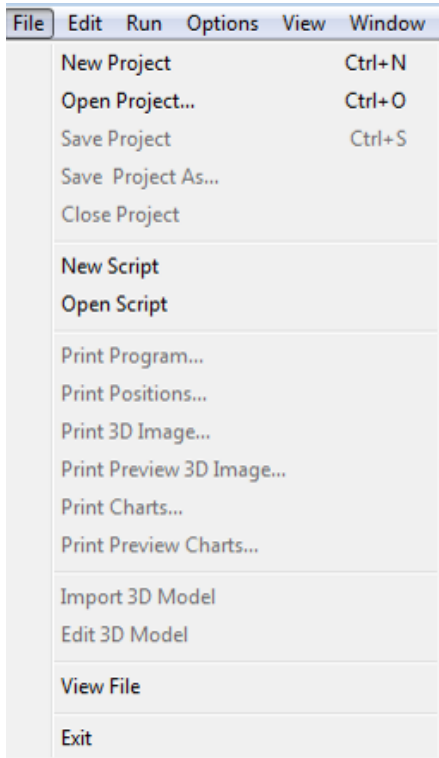 File Edit Run Options View Window
New Project Ctrl+N
Open Project... Ctrl+O
Save Project Ctrl+S
Save  Project As...
Close Project
New Script
Open Script
Print Program...
Print Positions...
Print 3D Image...
Print Preview 3D Image...
Print Charts...
Print Preview Charts...
Import 3D Model
Edit 3D Model
View File
Exit